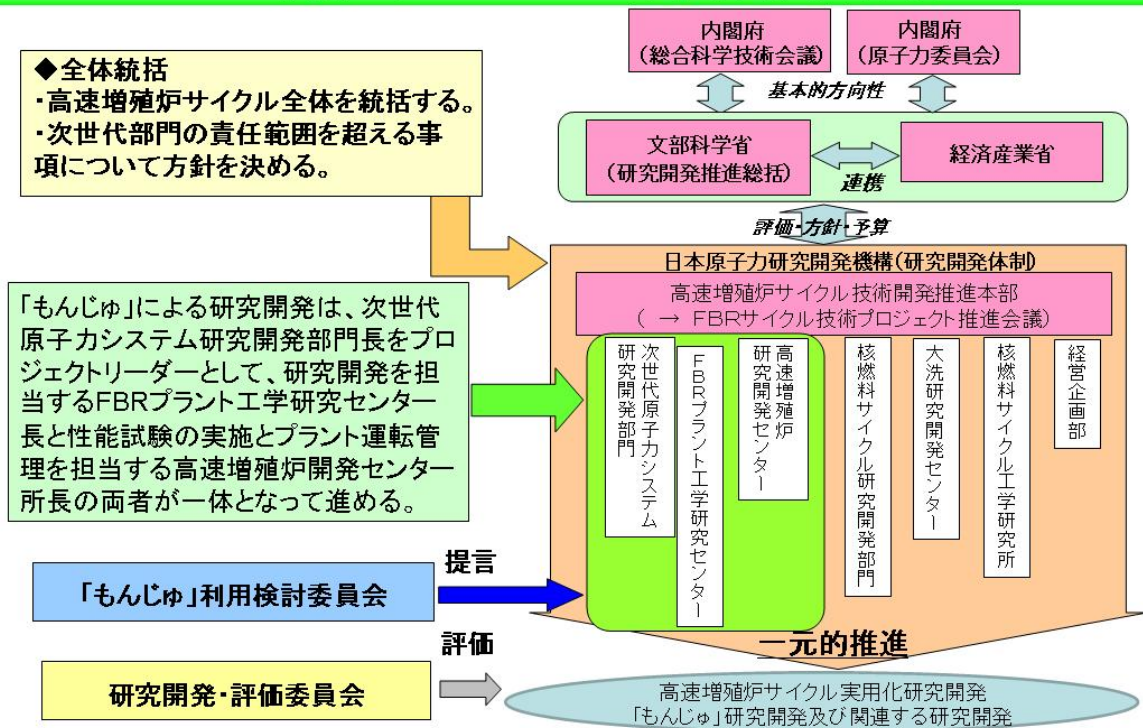 ◆全体統括
・高速増殖炉サイクル全体を統括する。
・次世代部門の責任範囲を超える事
項について方針を決める。
内閣府
(総合科学技術会議)
内閣府
(原子力委員会)
基本的方向性
文部科学省
(研究開発推進総括)
経済産業省
連携
評価・方針・予算
日本原子力研究開発機構(研究開発体制)
高速増殖炉サイクル技術開発推進本部
( → FBRサイクル技術プロジェクト推進会議)
「もんじゅ」による研究開発は、次世代
原子力システム研究開発部門長をプロ
ジェクトリーダーとして、研究開発を担
当するFBRプラント工学研究センター
長と性能試験の実施とプラント運転管
理を担当する高速増殖炉開発センター
所長の両者が一体となって進める。
次世代原子力システム
研究開発部門
FBRプラント工学研究センター
高速増殖炉
研究開発センター
核燃料サイクル研究開発部門
大洗研究開発センター
核燃料サイクル工学研究所
経営企画部
「もんじゅ」利用検討委員会
提言
研究開発・評価委員会
評価
一元的推進
高速増殖炉サイクル実用化研究開発
「もんじゅ」研究開発及び関連する研究開発